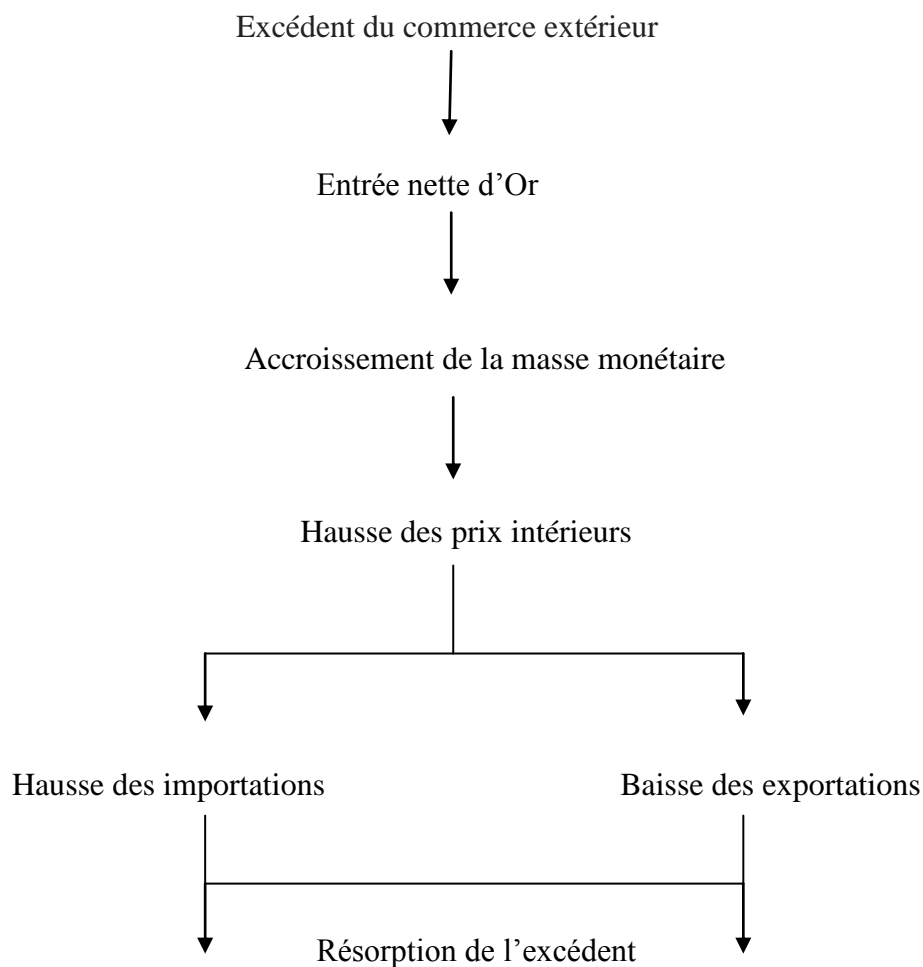 Excédent du commerce extérieur
Entrée nette d’Or
Accroissement de la masse monétaire
Hausse des prix intérieurs
Hausse des importations
Baisse des exportations
Résorption de l’excédent